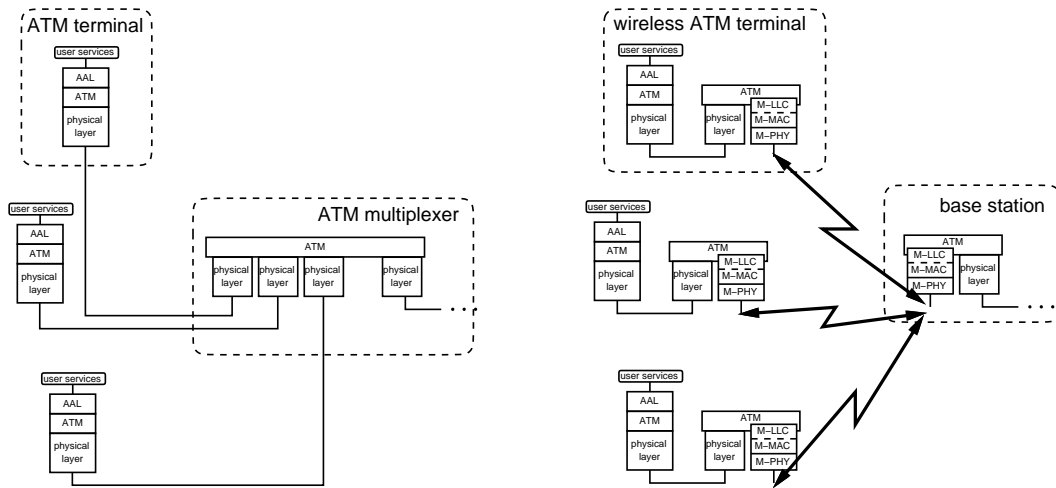 ATM terminal
user services
AAL
ATM
physical
layer
user services
AAL
ATM
physical
layer
ATM multiplexer
ATM
physical
layer
physical
layer
physical
layer
physical
layer
. . .
user services
AAL
ATM
physical
layer
wireless ATM terminal
user services
AAL
ATM
physical
layer
ATM
physical
layer
M-LLC
M-MAC
M-PHY
user services
AAL
ATM
physical
layer
ATM
physical
layer
M-LLC
M-MAC
M-PHY
base station
ATM
M-LLC
M-MAC
M-PHY
physical
layer
. . .
user services
AAL
ATM
physical
layer
ATM
physical
layer
M-LLC
M-MAC
M-PHY